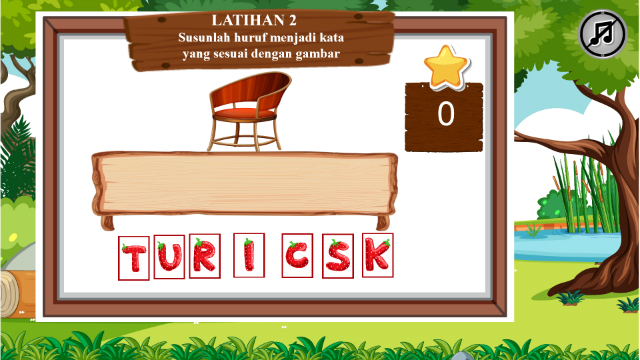 LATIHAN 2
Susunlah huruf menjadi kata
yang sesuai dengan gambar
0
T U R I C S K